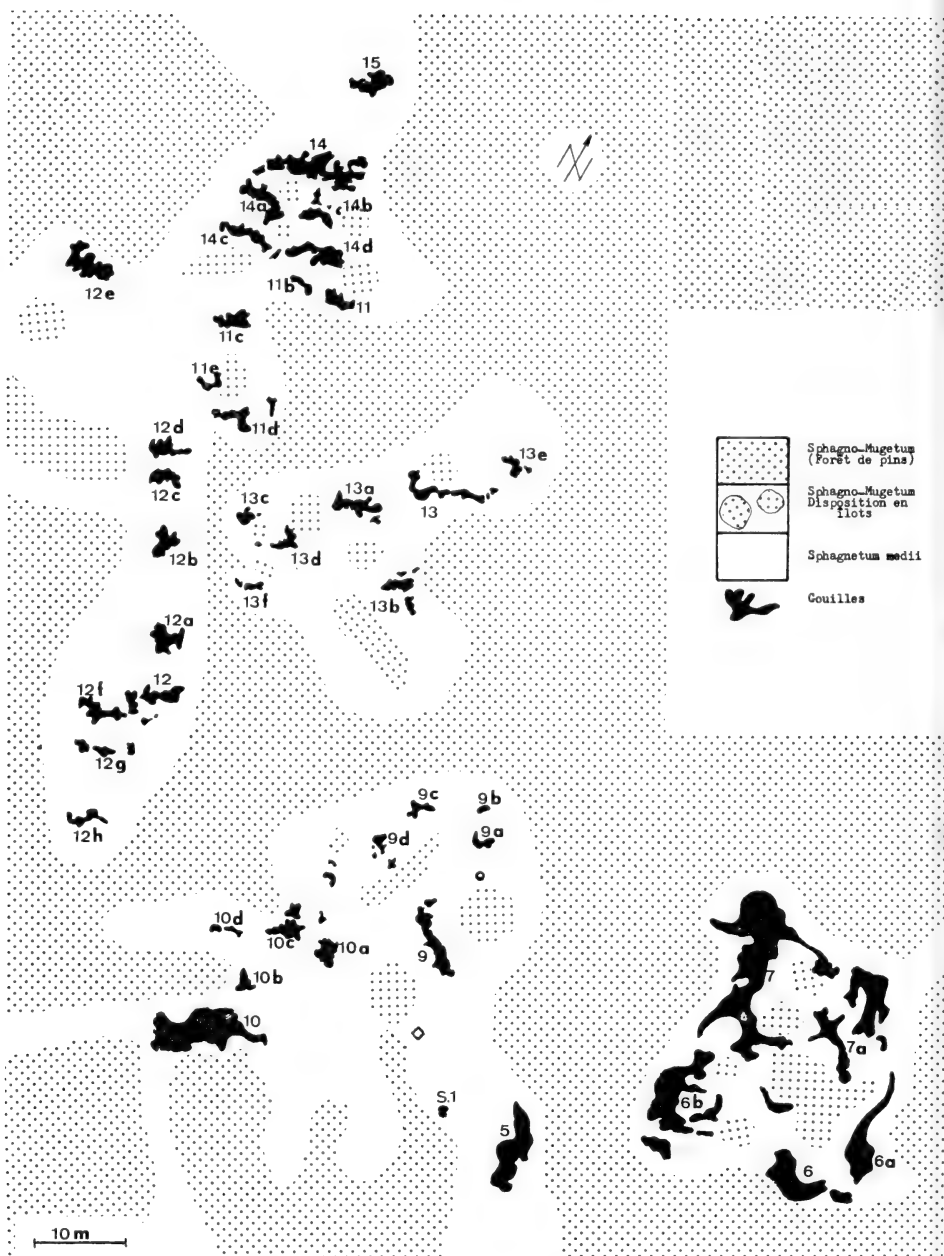 15
14
14a
14b
14c
14d
12e
11b
11
11c
11e
11d
12d
12c
13e
13a
13
13c
12b
13d
13f
13b
12a
12f
12
12g
12h
9c
9b
9d
9a
10d
10c
10a
9
10b
10
7
7a
6b
S.1
5
6
6a
10 m
Sphagno-Mugetum
(Forêt de pins)
Sphagno-Mugetum
Disposition en
îlots
Sphagnetum medii
Gouilles